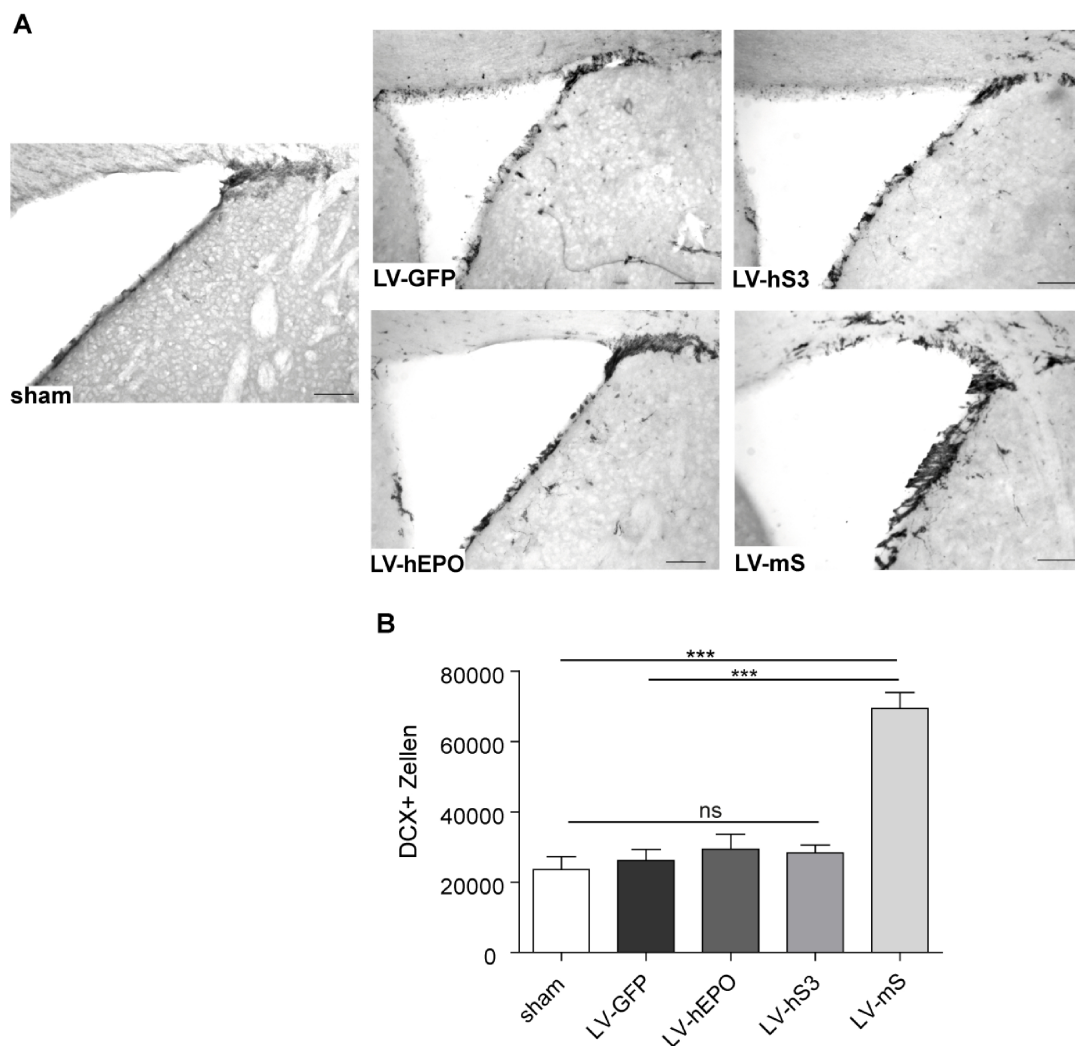 A
sham
LV-GFP
LV-hS3
LV-hEPO
LV-mS
B
***
***
ns
80000
60000
40000
20000
0
DCX+ Zellen
sham
LV-GFP
LV-hEPO
LV-hS3
LV-mS